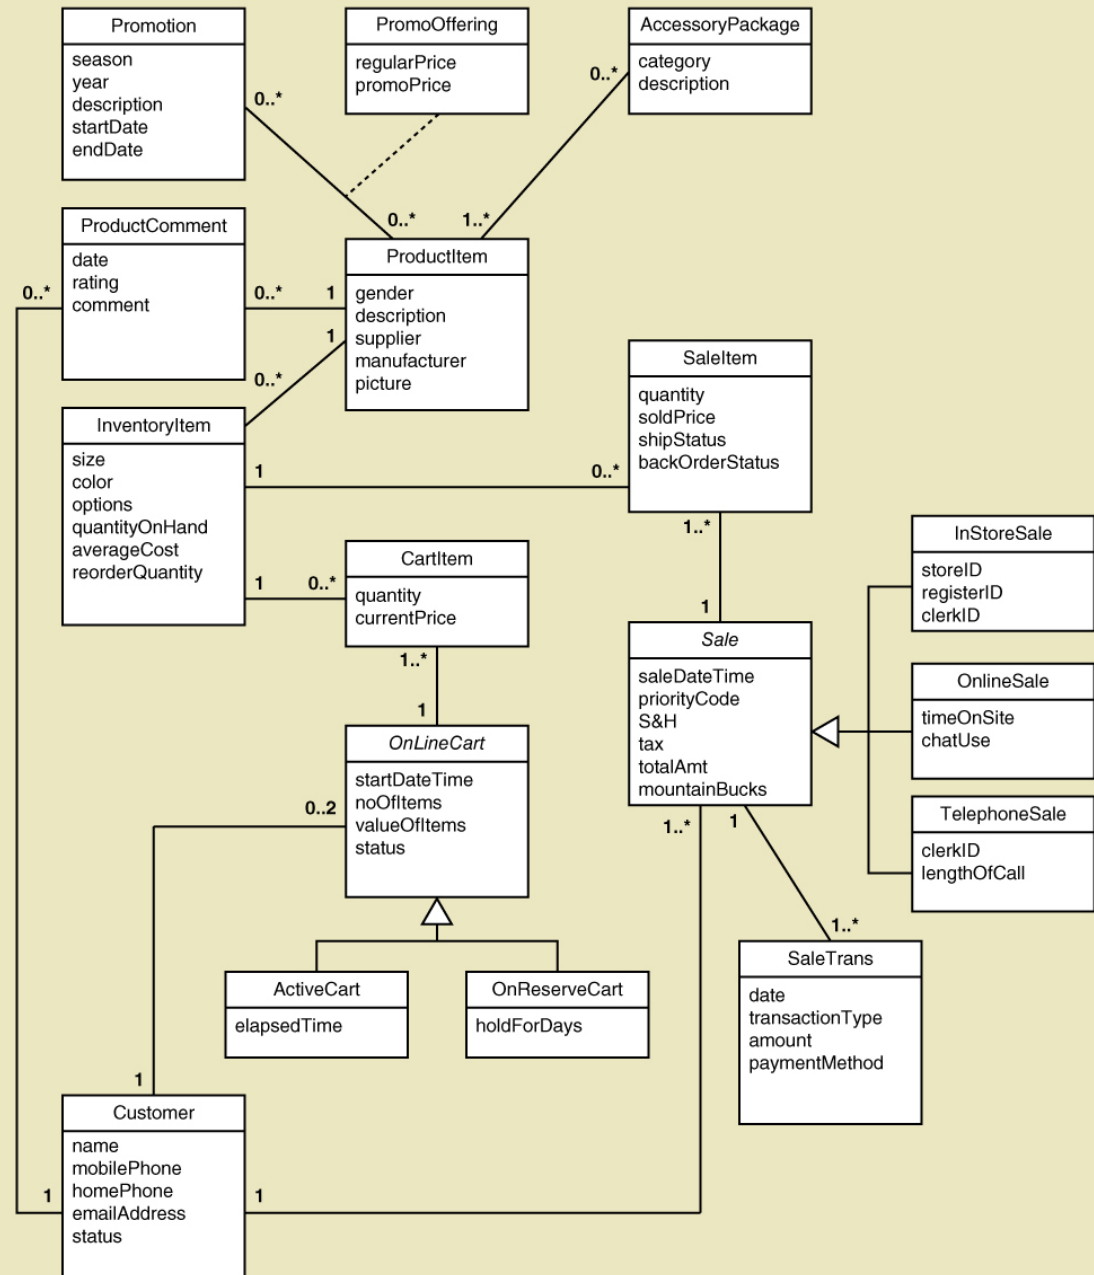 Promotion
season
year
description
startDate
endDate
PromoOffering
regularPrice
promoPrice
AccessoryPackage
category
description
0..*
0..*
0..*
1..*
ProductComment
date
rating
comment
0..*
0..*
1
ProductItem
gender
description
supplier
manufacturer
picture
1
0..*
InventoryItem
size
color
options
quantityOnHand
averageCost
reorderQuantity
SaleItem
quantity
soldPrice
shipStatus
backOrderStatus
1
0..*
1
0..*
CartItem
quantity
currentPrice
1..*
1
1..*
1
Sale
saleDateTime
priorityCode
S&H
tax
totalAmt
mountainBucks
InStoreSale
storeID
registerID
clerkID
OnlineSale
timeOnSite
chatUse
TelephoneSale
clerkID
lengthOfCall
OnLineCart
startDateTime
noOfItems
valueOfItems
status
0..2
1..*
1
1..*
ActiveCart
elapsedTime
OnReserveCart
holdForDays
SaleTrans
date
transactionType
amount
paymentMethod
1
Customer
name
mobilePhone
homePhone
emailAddress
status
1
1